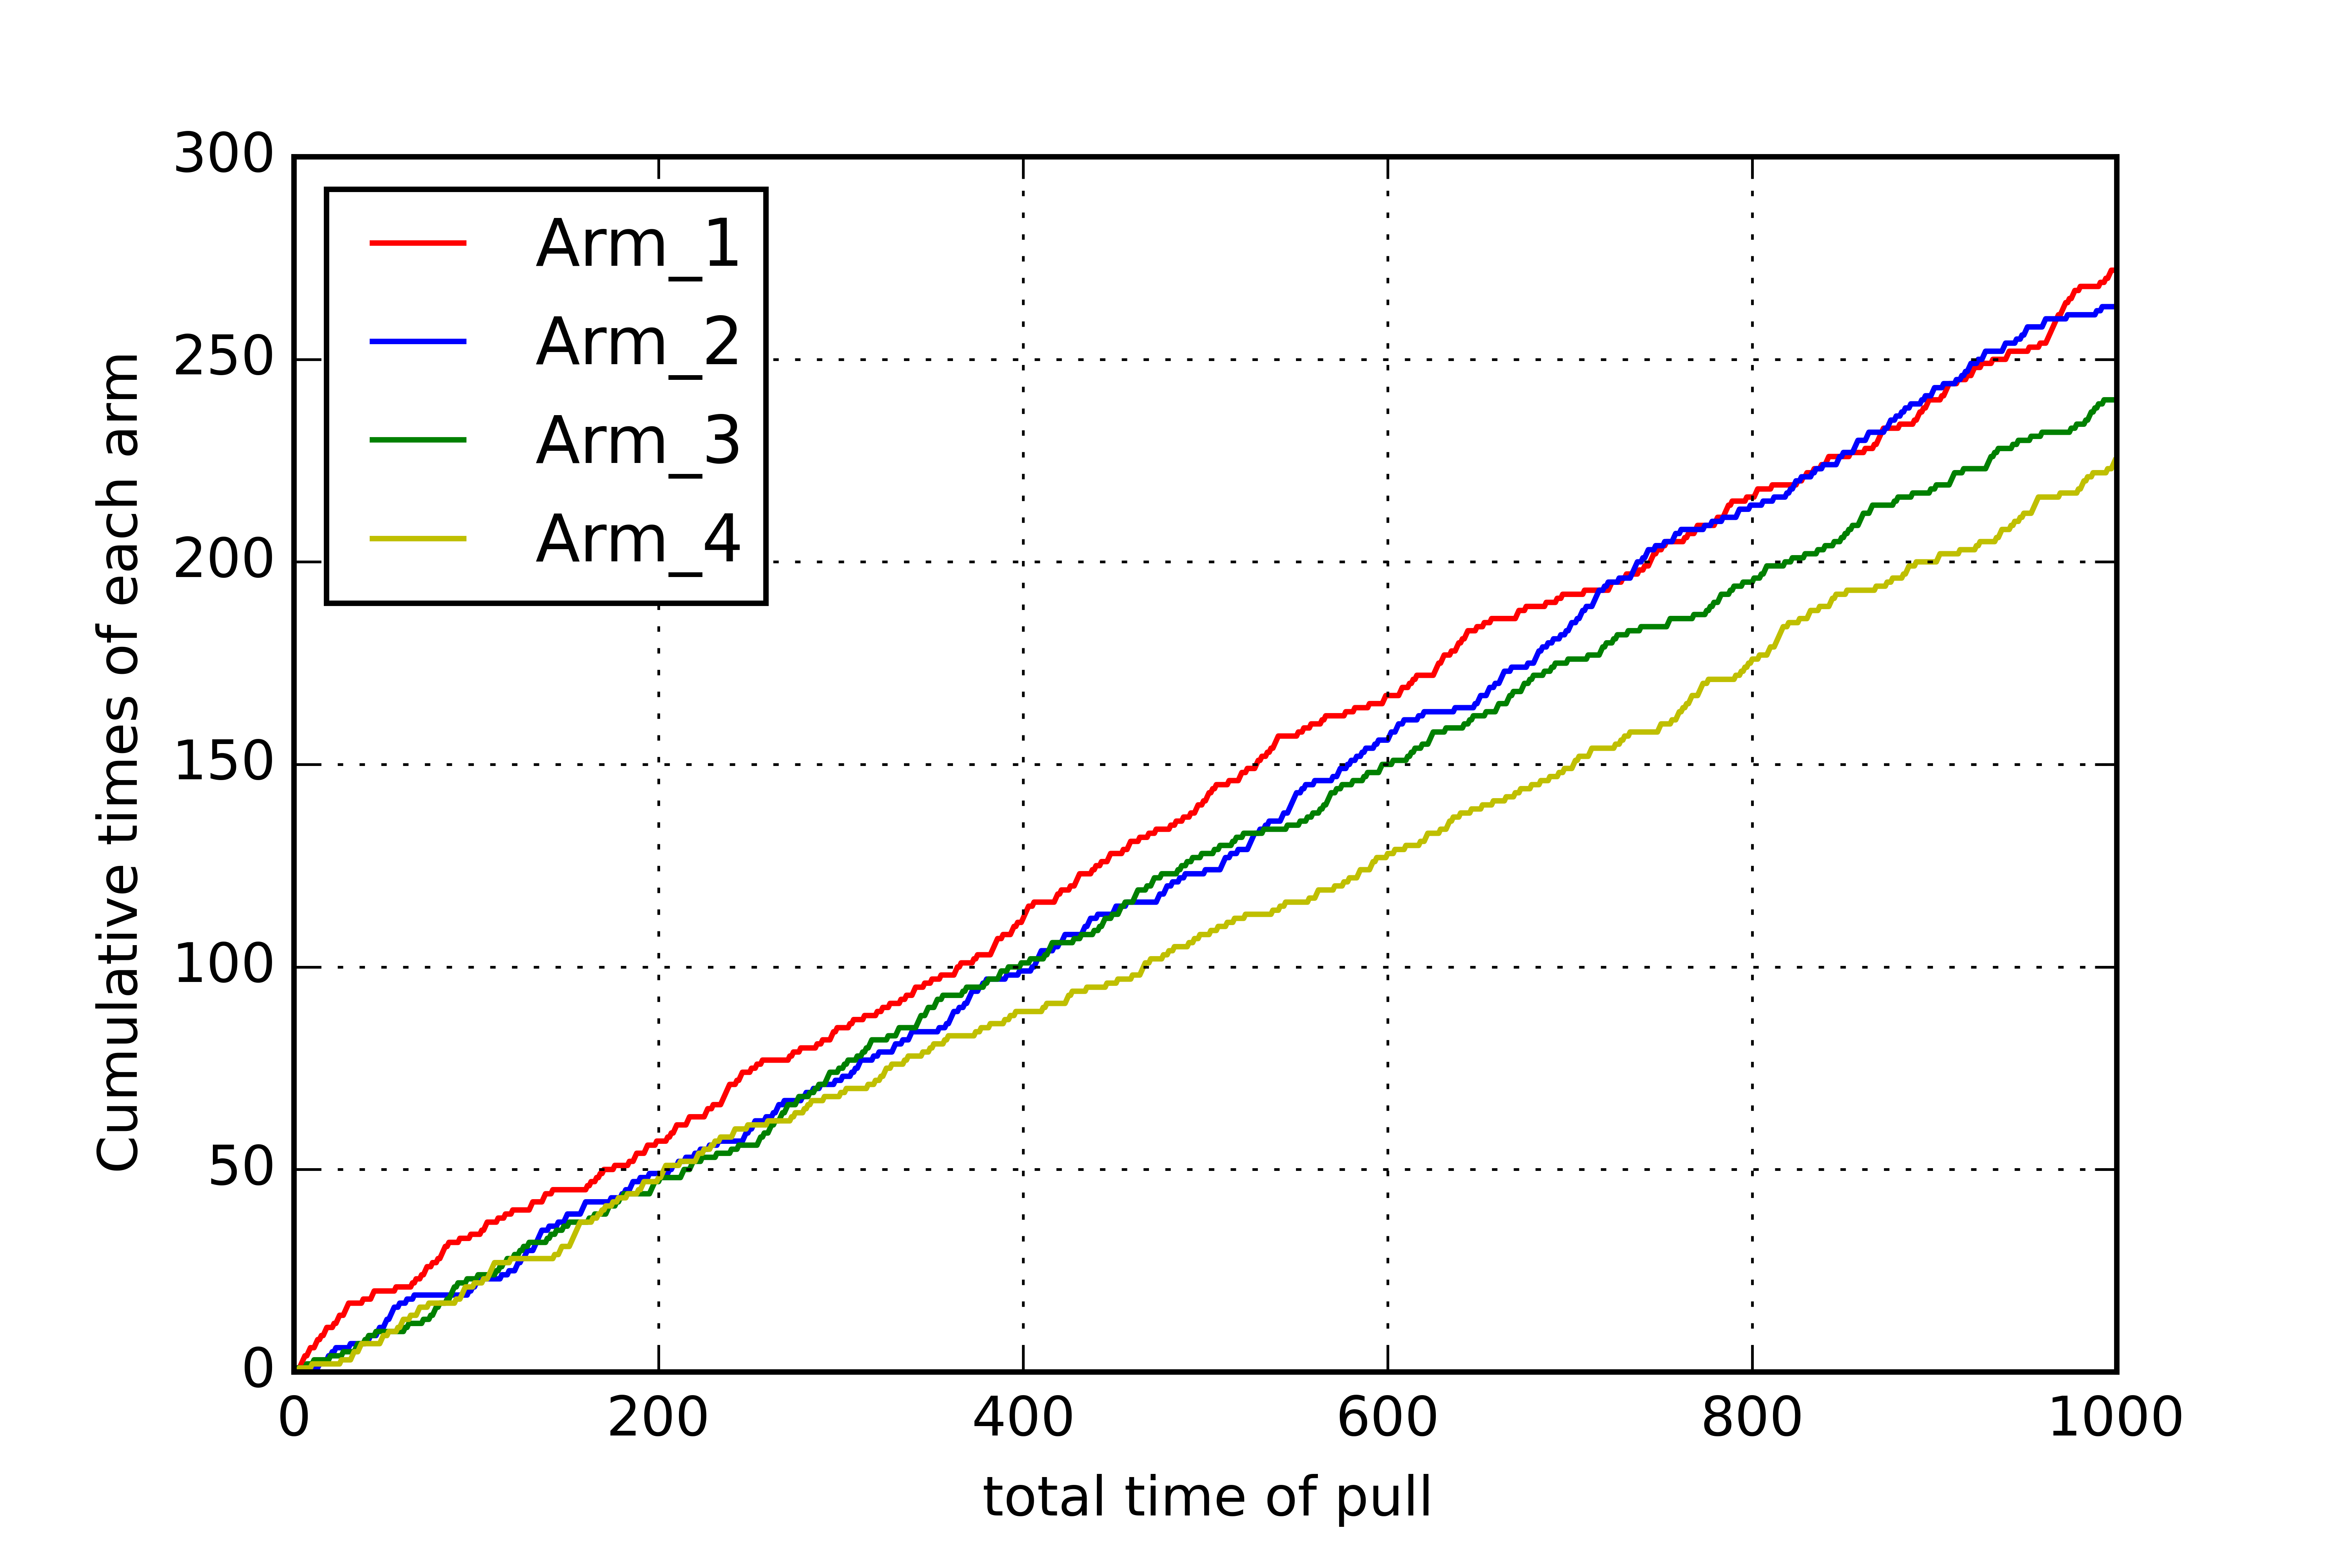 300
250
200
150
100
50
0
Cumulative times of each arm
Arm_1
Arm_2
Arm_3
Arm_4
0 200 400 600 800 1000
total time of pull